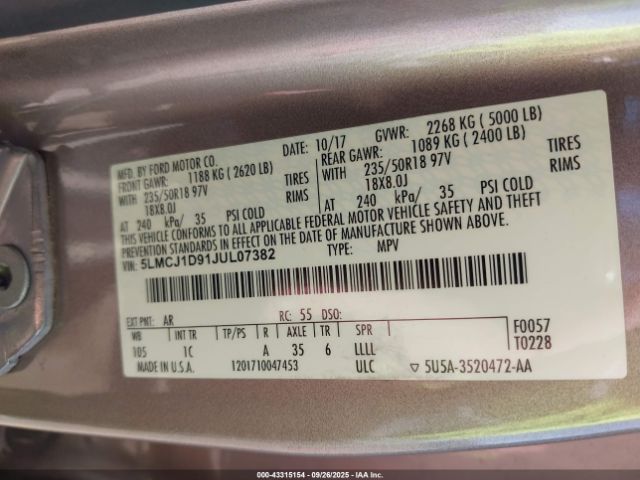 MFD. BY FORD MOTOR CO. DATE: 10/17 GVWR: 2268 KG ( 5000 LB)
FRONT GAWR: 1188 KG ( 2620 LB) REAR GAWR: 1089 KG ( 2400 LB)
WITH 235/50R18 97V TIRES WITH 235/50R18 97V TIRES
18X8.0J RIMS 18X8.0J RIMS
AT 240 kPa/ 35 PSI COLD AT 240 kPa/ 35 PSI COLD
THIS VEHICLE CONFORMS TO ALL APPLICABLE FEDERAL MOTOR VEHICLE SAFETY AND THEFT
PREVENTION STANDARDS IN EFFECT ON THE DATE OF MANUFACTURE SHOWN ABOVE.
VIN: 5LMCJ1D91JUL07382 TYPE: MPV
EXT PNT: AR RC: 55 DSO: F0057
WB INT TR TP/PS R AXLE TR SPR T0228
105 1C A 35 6 LLLL
MADE IN U.S.A. 1201710047453 ULC ▽ 5U5A-3520472-AA
000-43315154 - 09/26/2025 - IAA Inc.